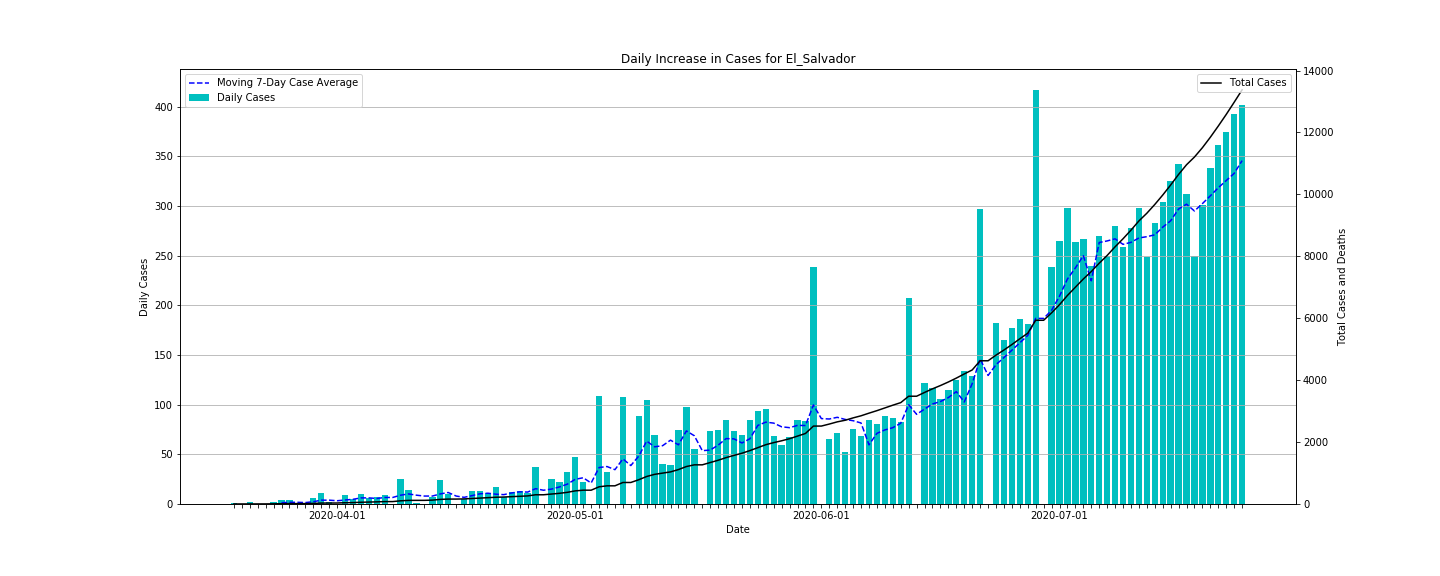 Daily Increase in Cases for El_Salvador
Moving 7-Day Case Average
Daily Cases
Total Cases
400
350
300
250
200
150
100
50
0
Daily Cases
14000
12000
10000
8000
6000
4000
2000
0
Total Cases and Deaths
2020-04-01 2020-05-01 2020-06-01 2020-07-01
Date